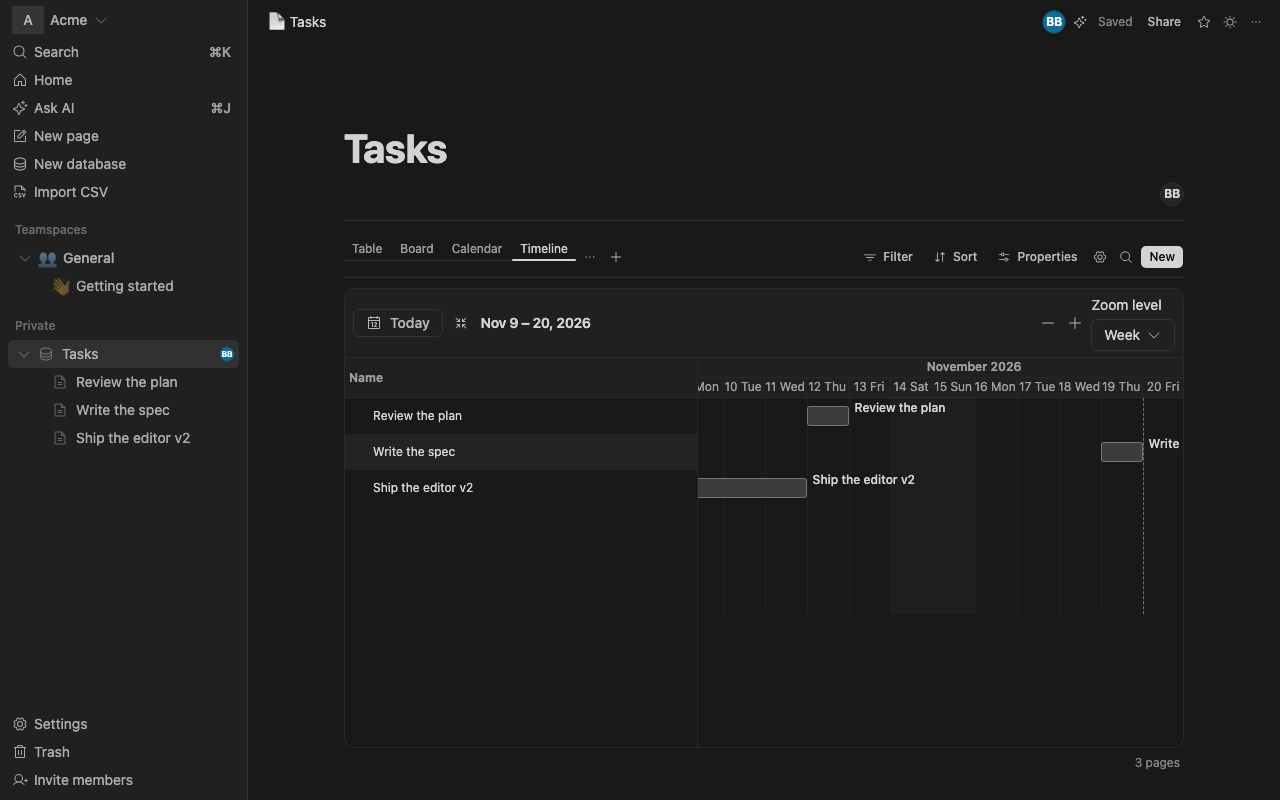 A Acme
Search ⌘K
Home
Ask AI ⌘J
New page
New database
Import CSV
Teamspaces
General
Getting started
Private
Tasks BB
Review the plan
Write the spec
Ship the editor v2
Settings
Trash
Invite members
Tasks
BB Saved Share
Tasks
BB
Table Board Calendar Timeline
Filter Sort Properties New
Today Nov 9 – 20, 2026
Zoom level
Week
November 2026
Name
Mon 10 Tue 11 Wed 12 Thu 13 Fri 14 Sat 15 Sun 16 Mon 17 Tue 18 Wed 19 Thu 20 Fri
Review the plan Review the plan
Write the spec Write
Ship the editor v2 Ship the editor v2
3 pages